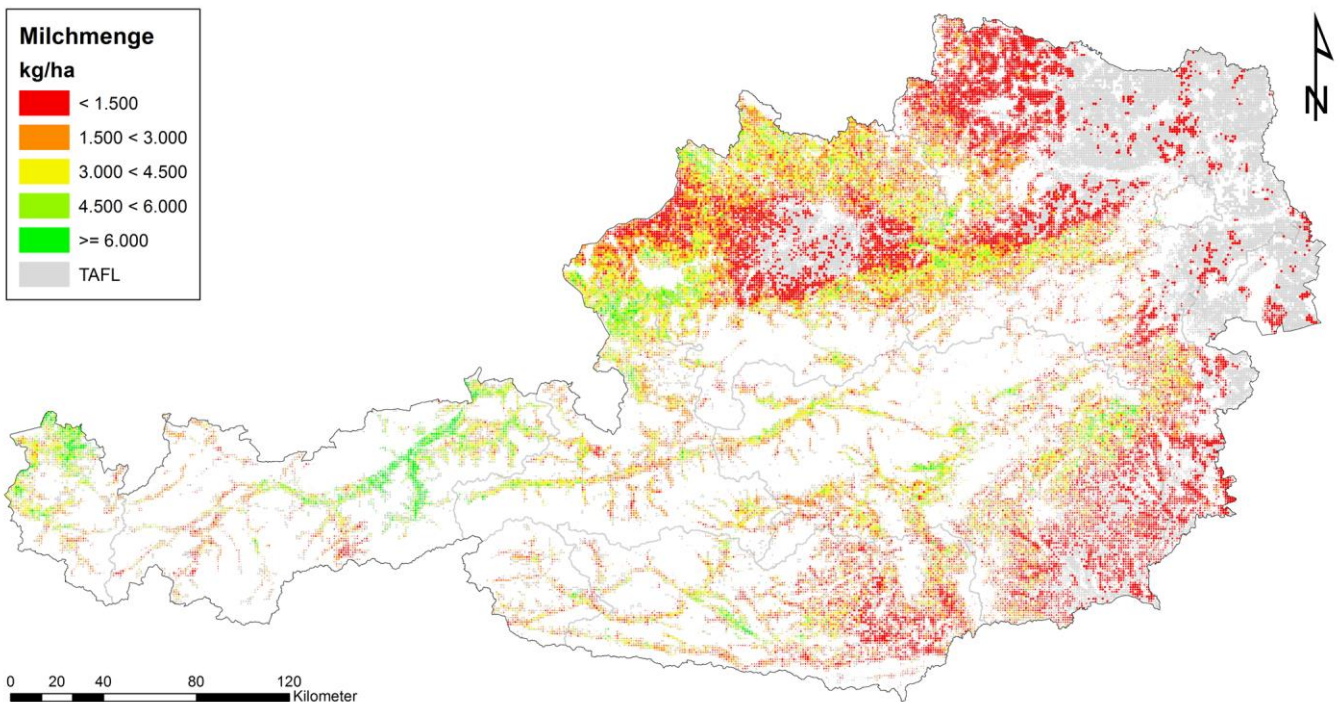 Milchmenge
kg/ha
< 1.500
1.500 < 3.000
3.000 < 4.500
4.500 < 6.000
>= 6.000
TAFL
N
0 20 40 80 120
Kilometer